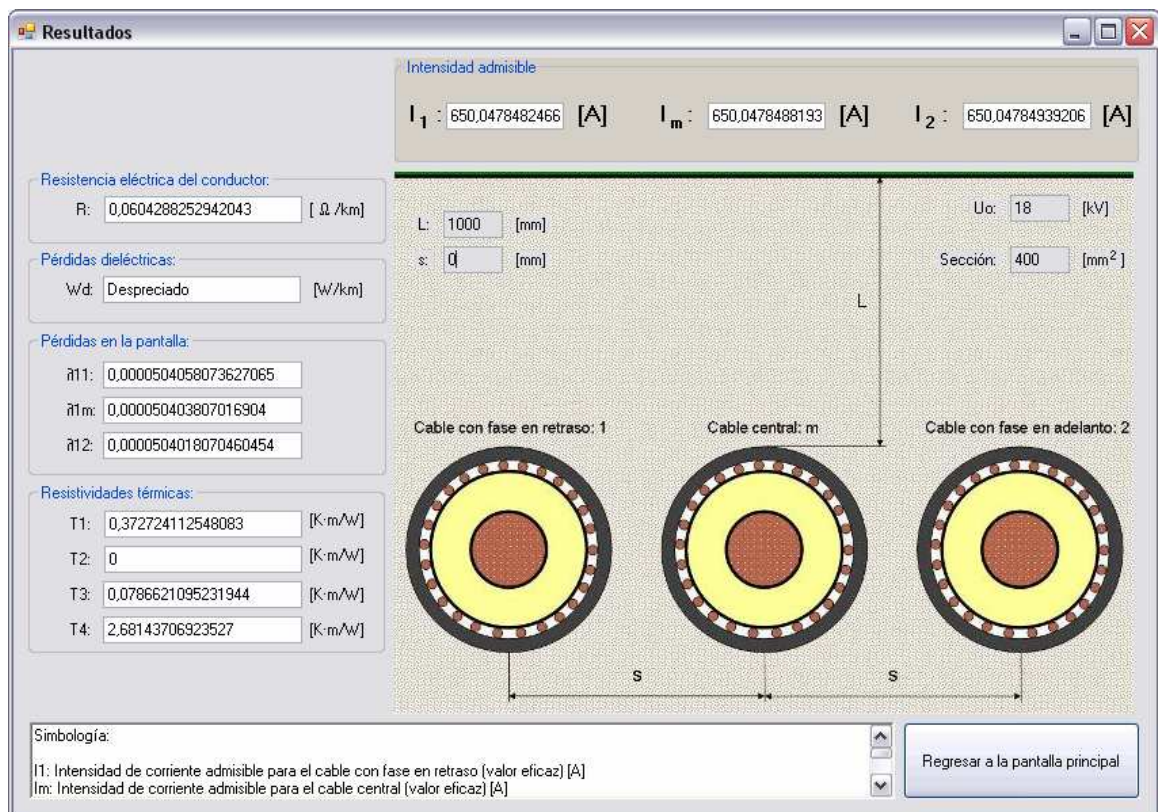 Resultados
Intensidad admisible
I1 : 650,0478482466 [A] Im : 650,0478488193 [A] I2 : 650,04784939206 [A]
Resistencia eléctrica del conductor:
R: 0,0604288252942043 [ Ω /km]
Pérdidas dieléctricas:
Wd: Despreciado [W/km]
Pérdidas en la pantalla:
λ11: 0,0000504058073627065
λ1m: 0,000050403807016904
λ12: 0,0000504018070460454
Resistividades térmicas:
T1: 0,372724112548083 [K·m/W]
T2: 0 [K·m/W]
T3: 0,0786621095231944 [K·m/W]
T4: 2,68143706923527 [K·m/W]
L: 1000 [mm]
s: 0 [mm]
Uo: 18 [kV]
Sección: 400 [mm2 ]
L
Cable con fase en retraso: 1 Cable central: m Cable con fase en adelanto: 2
s s
Simbología:
I1: Intensidad de corriente admisible para el cable con fase en retraso (valor eficaz) [A]
Im: Intensidad de corriente admisible para el cable central (valor eficaz) [A]
Regresar a la pantalla principal